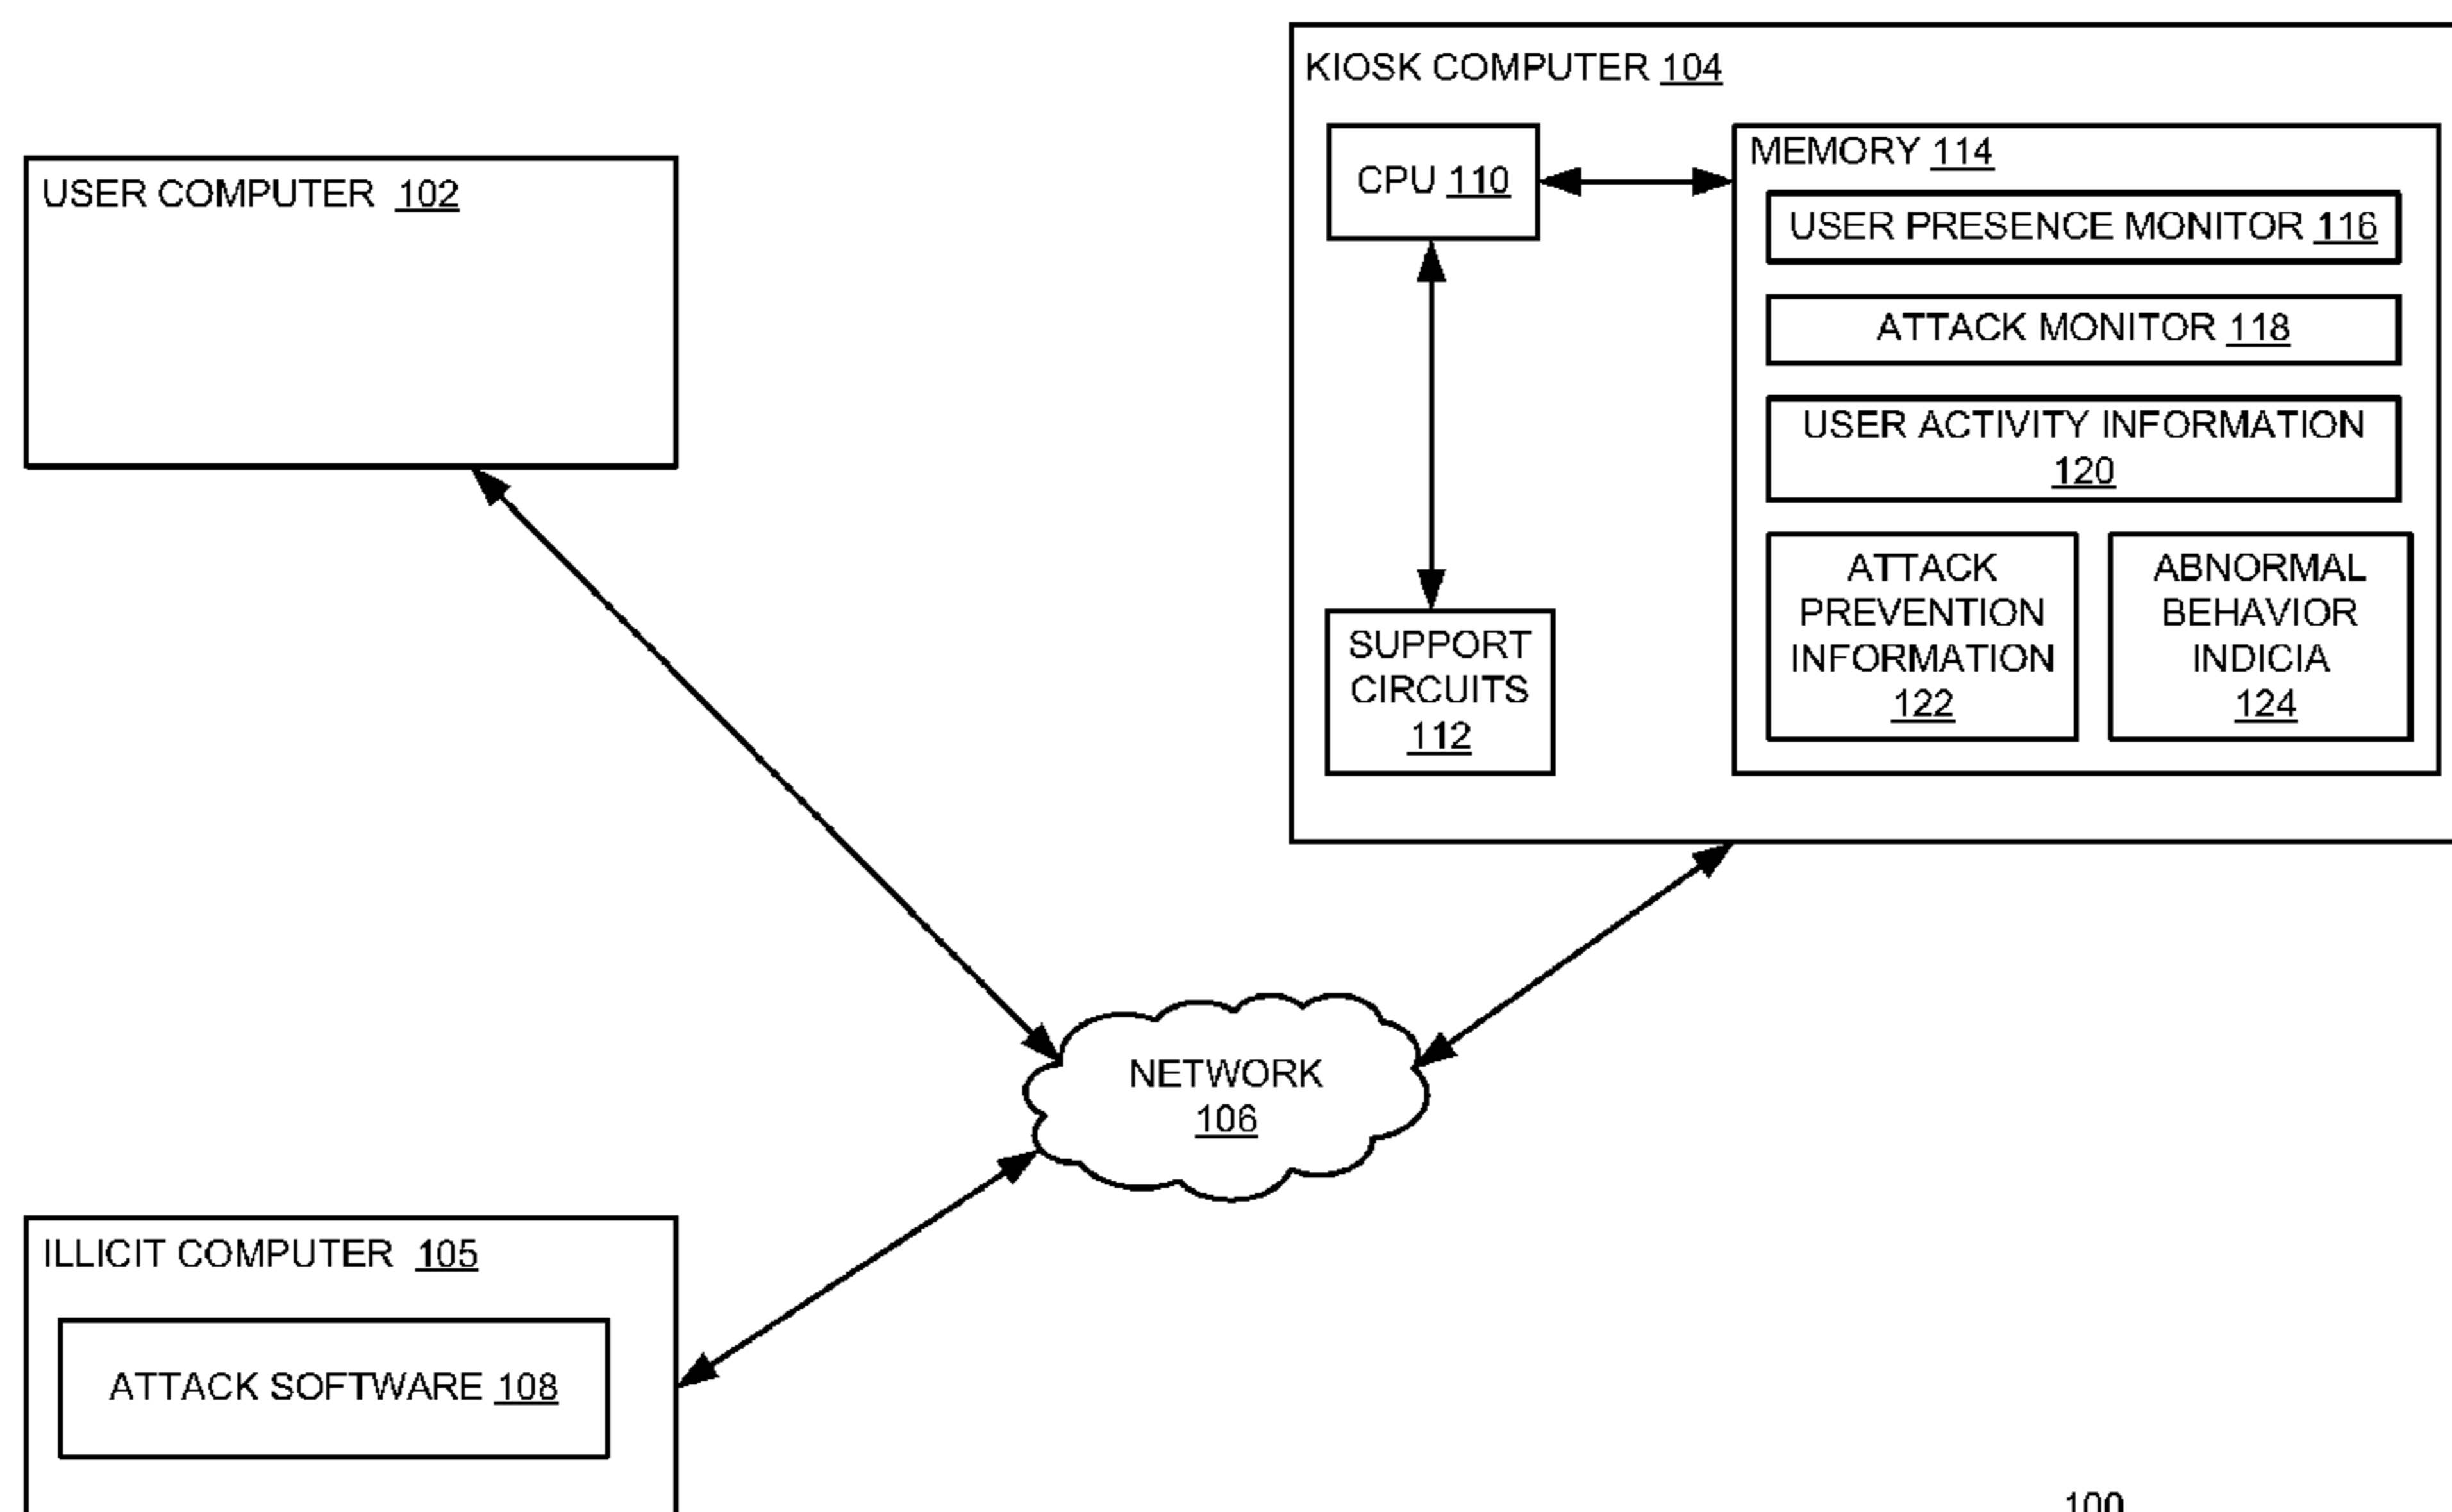 KIOSK COMPUTER 104
USER COMPUTER 102
CPU 110
MEMORY 114
USER PRESENCE MONITOR 116
ATTACK MONITOR 118
USER ACTIVITY INFORMATION
120
ATTACK
PREVENTION
INFORMATION
122
ABNORMAL
BEHAVIOR
INDICIA
124
SUPPORT
CIRCUITS
112
NETWORK
106
ILLICIT COMPUTER 105
ATTACK SOFTWARE 108
100